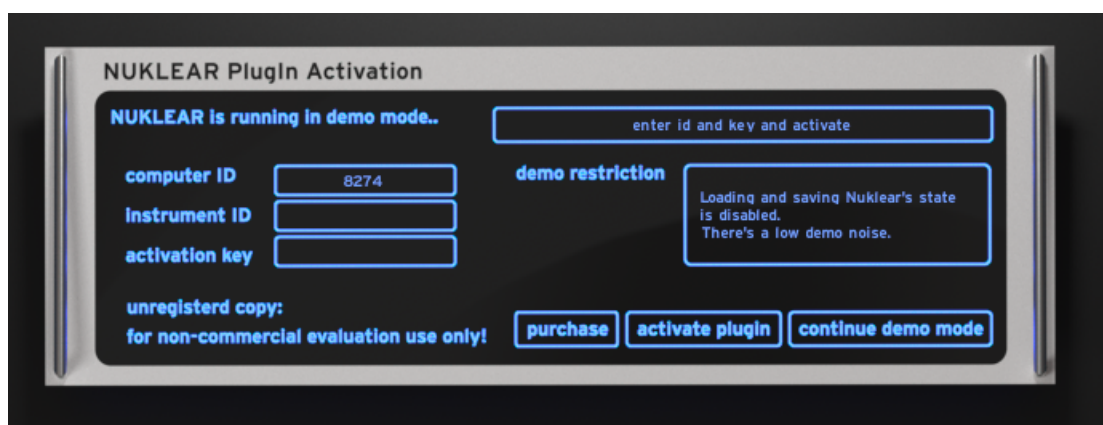 NUKLEAR PlugIn Activation
NUKLEAR is running in demo mode..
enter id and key and activate
computer ID
8274
instrument ID
activation key
demo restriction
Loading and saving Nuklear's state
is disabled.
There's a low demo noise.
unregisterd copy:
for non-commercial evaluation use only!
purchase
activate plugin
continue demo mode